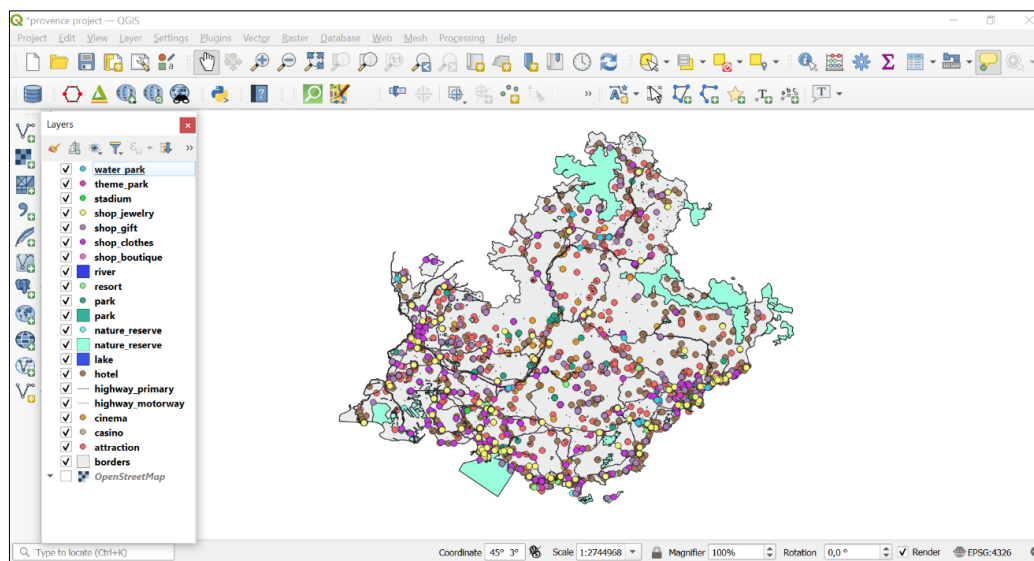 *provence project — QGIS
Project Edit View Layer Settings Plugins Vector Raster Database Web Mesh Processing Help
Layers
water_park
theme_park
stadium
shop_jewelry
shop_gift
shop_clothes
shop_boutique
river
resort
park
park
nature_reserve
nature_reserve
lake
hotel
highway_primary
highway_motorway
cinema
casino
attraction
borders
OpenStreetMap
Type to locate (Ctrl+K) Coordinate 45° 3° Scale 1:2744968 Magnifier 100% Rotation 0,0 ° Render EPSG:4326